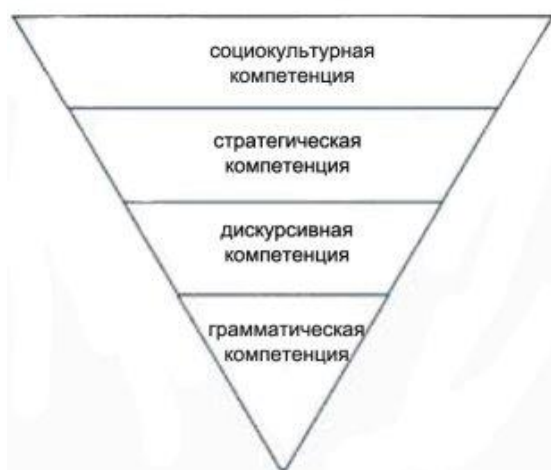 социокультурная
компетенция
стратегическая
компетенция
дискурсивная
компетенция
грамматическая
компетенция